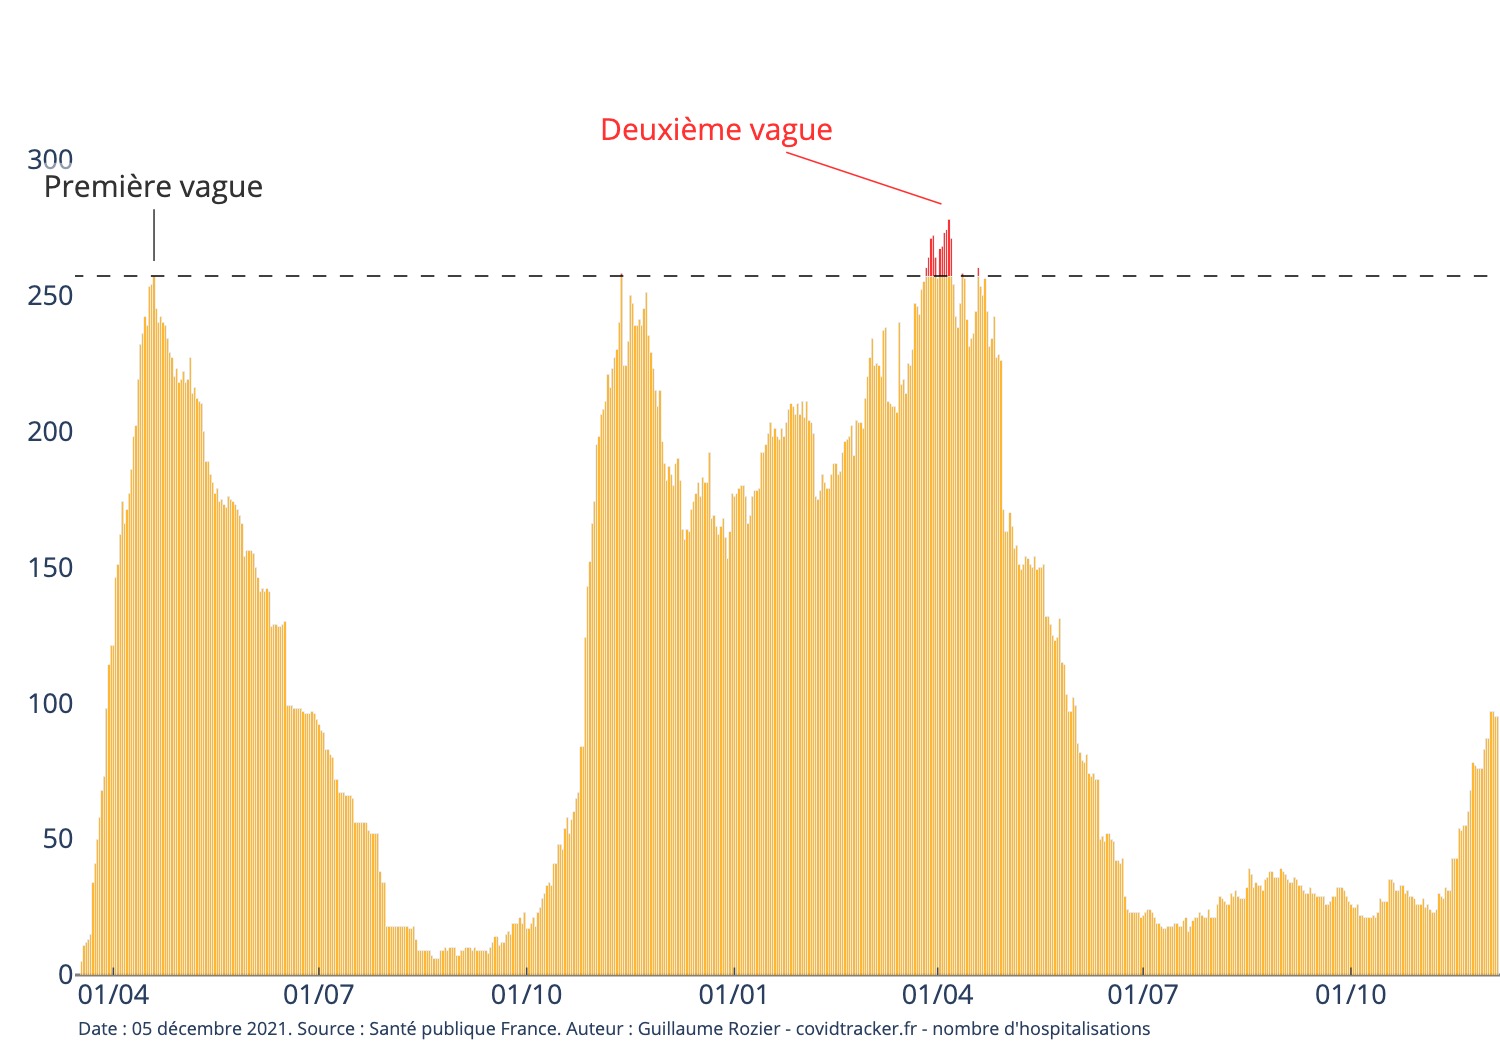 Deuxième vague
300
Première vague
250
200
150
100
50
0
01/04 01/07 01/10 01/01 01/04 01/07 01/10
Date : 05 décembre 2021. Source : Santé publique France. Auteur : Guillaume Rozier - covidtracker.fr - nombre d'hospitalisations